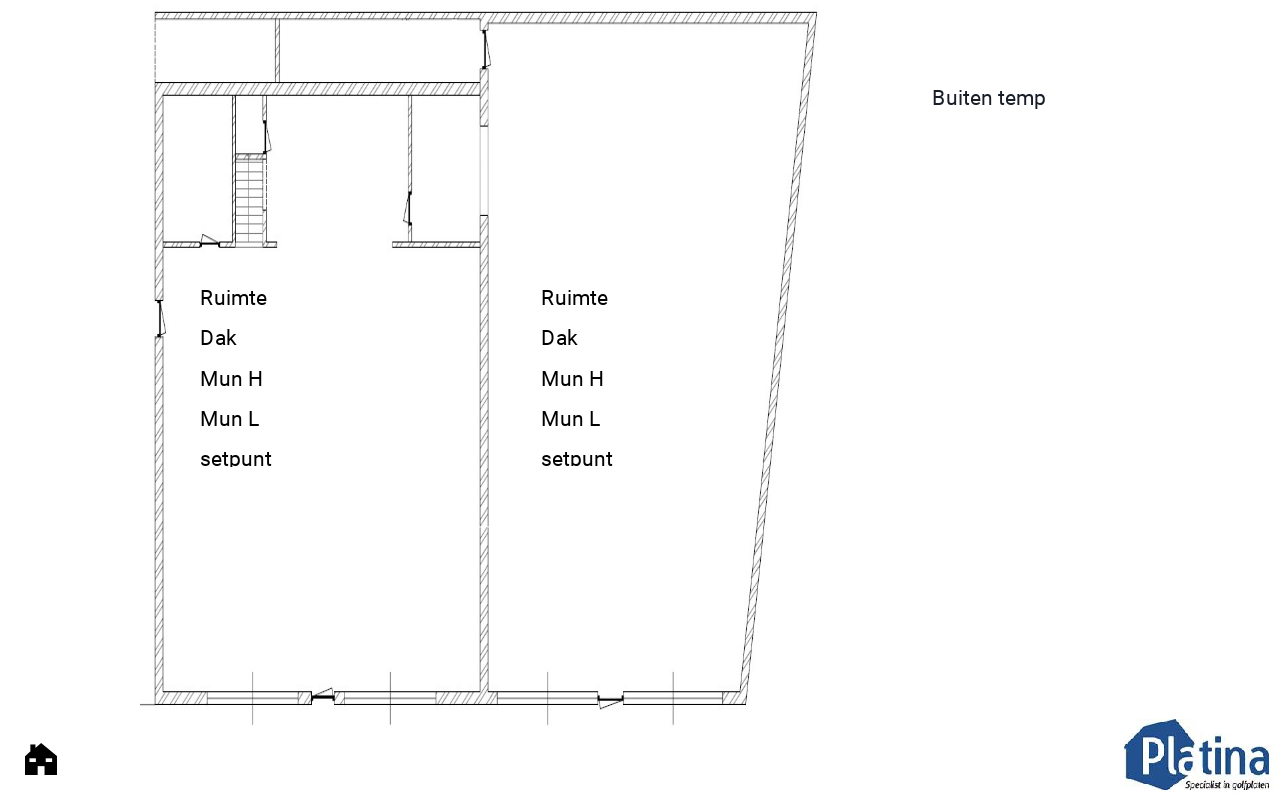 Buiten temp
Ruimte
Dak
Mun H
Mun L
setpunt
Ruimte
Dak
Mun H
Mun L
setpunt
Platina
Specialist in golfplaten